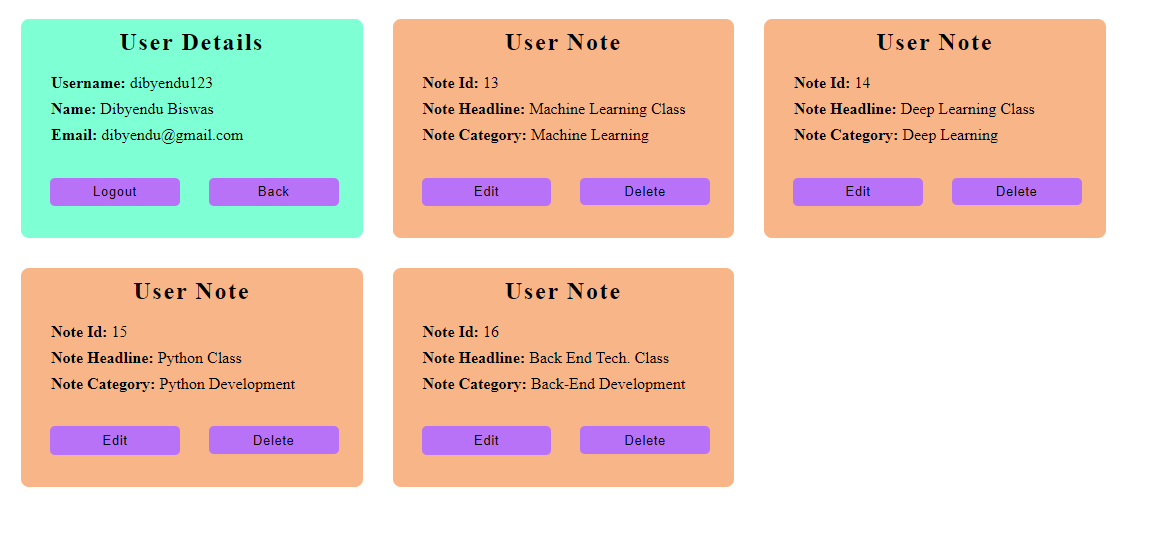 User Details
Username: dibyendu123
Name: Dibyendu Biswas
Email: dibyendu@gmail.com
Logout Back
User Note
Note Id: 13
Note Headline: Machine Learning Class
Note Category: Machine Learning
Edit Delete
User Note
Note Id: 14
Note Headline: Deep Learning Class
Note Category: Deep Learning
Edit Delete
User Note
Note Id: 15
Note Headline: Python Class
Note Category: Python Development
Edit Delete
User Note
Note Id: 16
Note Headline: Back End Tech. Class
Note Category: Back-End Development
Edit Delete